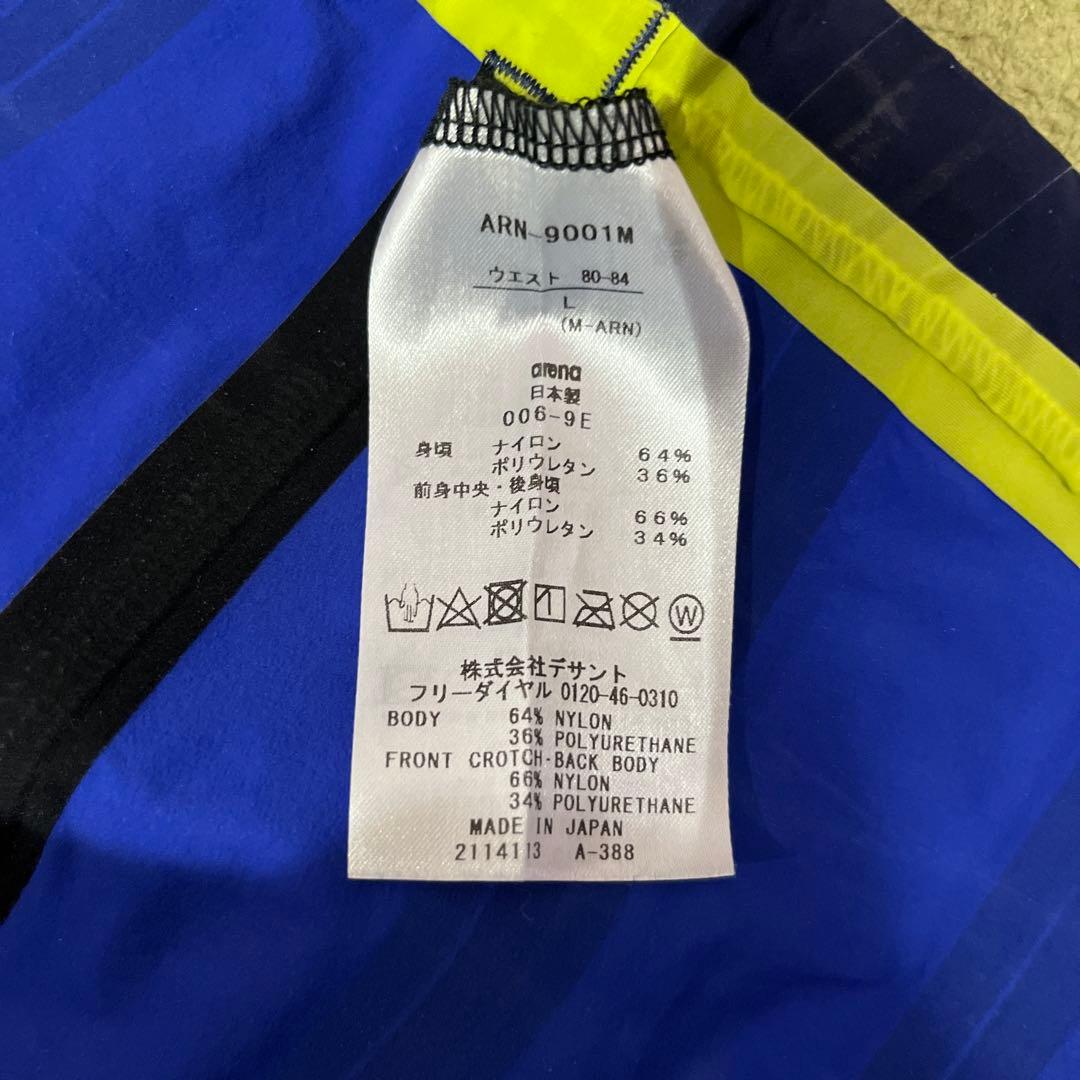 ARN-9001M
ウエスト 80-84
L
(M-ARN)
arena
日本製
006-9E
身頃 ナイロン 64%
ポリウレタン 36%
前身中央・後身頃
ナイロン 66%
ポリウレタン 34%
W
株式会社デサント
フリーダイヤル 0120-46-0310
BODY 64% NYLON
36% POLYURETHANE
FRONT CROTCH・BACK BODY
66% NYLON
34% POLYURETHANE
MADE IN JAPAN
2114113 A-388